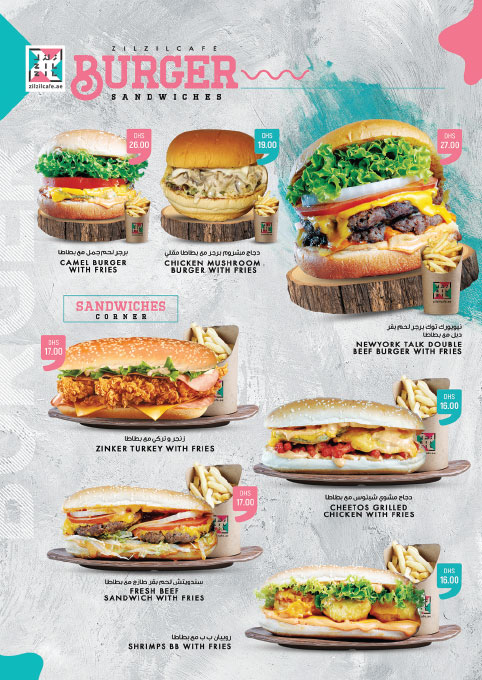 ZILZILCAFE
BURGER
SANDWICHES
zilzilcafe.ae
DHS
26.00
برجر لحم جمل مع بطاطا
CAMEL BURGER
WITH FRIES
DHS
19.00
دجاج مشروم برجر مع بطاطا مقلي
CHICKEN MUSHROOM
BURGER WITH FRIES
DHS
27.00
نيويورك توك برجر لحم بقر
دبل مع بطاطا
NEWYORK TALK DOUBLE
BEEF BURGER WITH FRIES
SANDWICHES
CORNER
DHS
17.00
زنجر و تركي مع بطاطا
ZINKER TURKEY WITH FRIES
DHS
16.00
دجاج مشوي شيتوس مع بطاطا
CHEETOS GRILLED
CHICKEN WITH FRIES
DHS
17.00
سندويتش لحم بقر طازج مع بطاطا
FRESH BEEF
SANDWICH WITH FRIES
DHS
16.00
روبيان ب ب مع بطاطا
SHRIMPS BB WITH FRIES